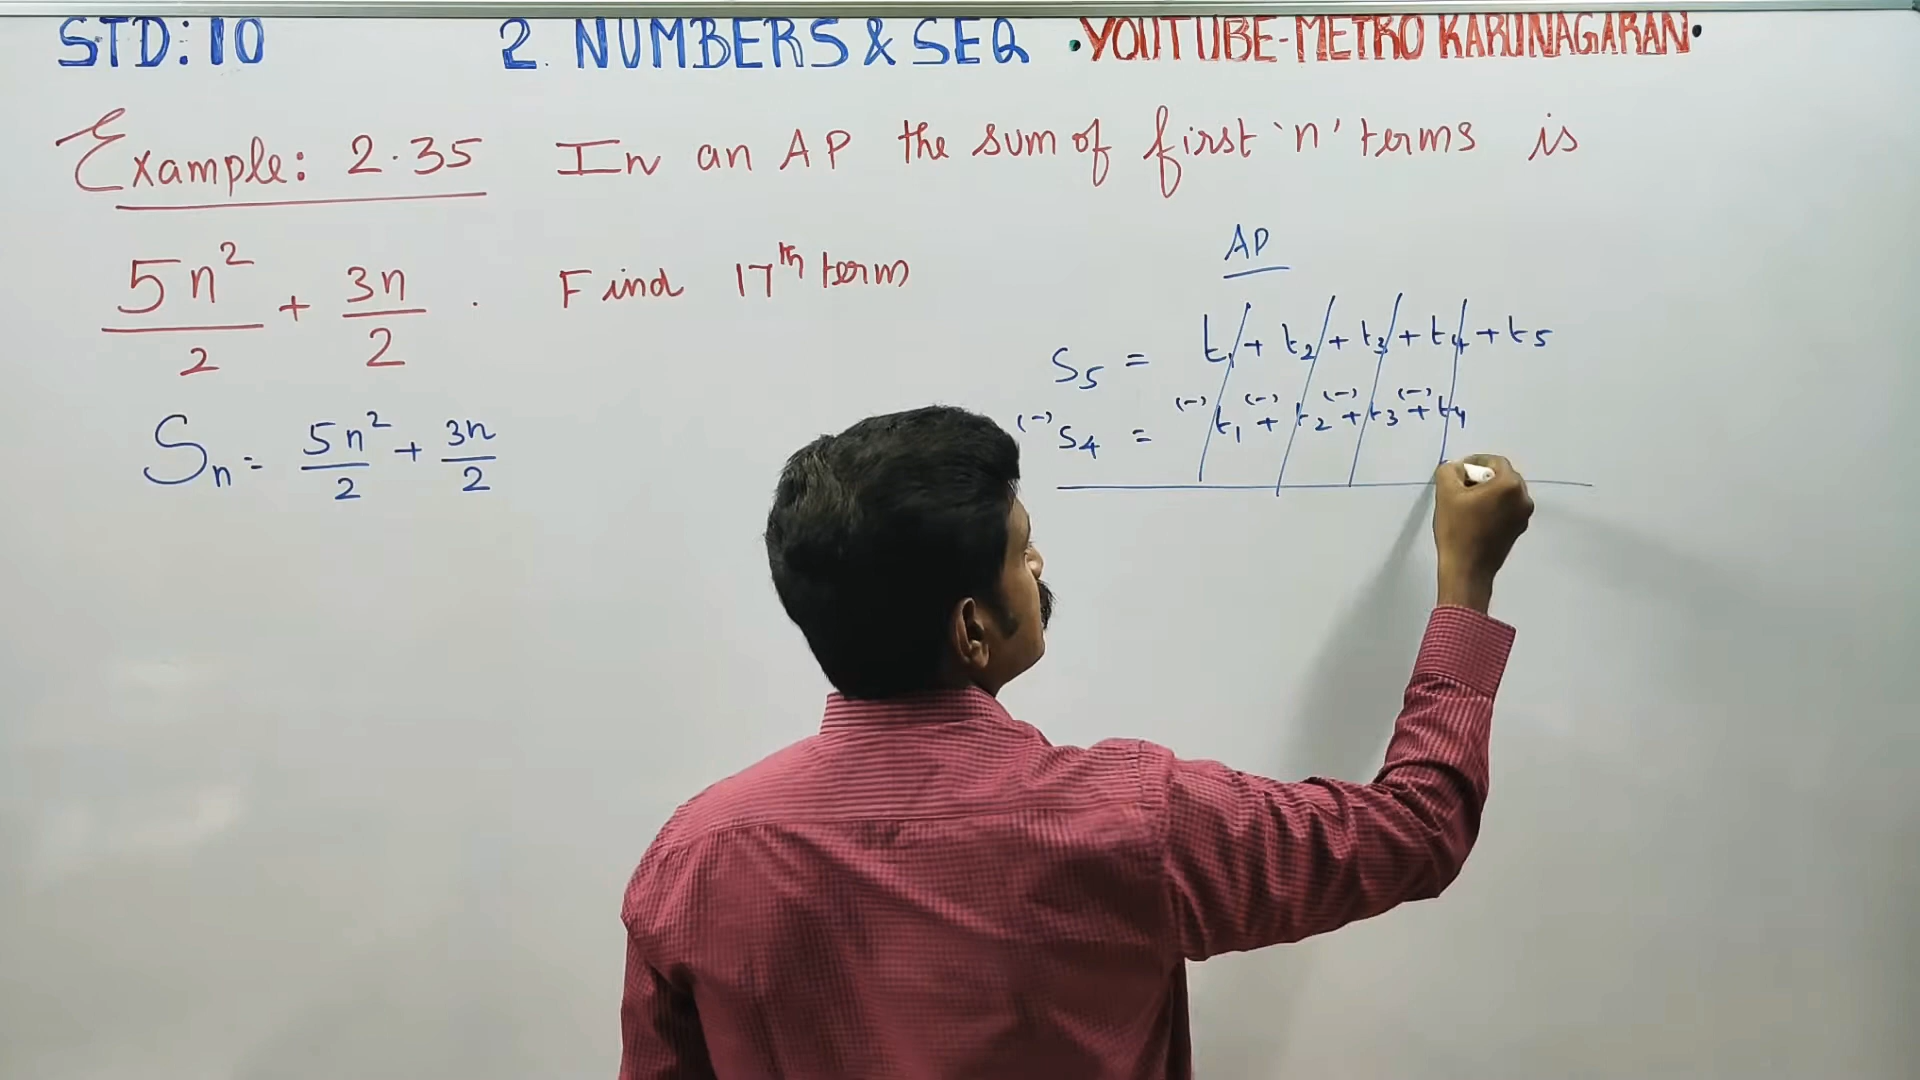 STD: 10 2. NUMBERS & SEQ •YOUTUBE-METRO KARUNAGARAN•
Example: 2.35 In an AP the sum of first 'n' terms is
5n²/2 + 3n/2 . Find 17th term
AP
S5 = t1 + t2 + t3 + t4 + t5
(-) S4 = (-) t1 (-)+ t2 (-)+ t3 (-)+ t4
Sn = 5n²/2 + 3n/2